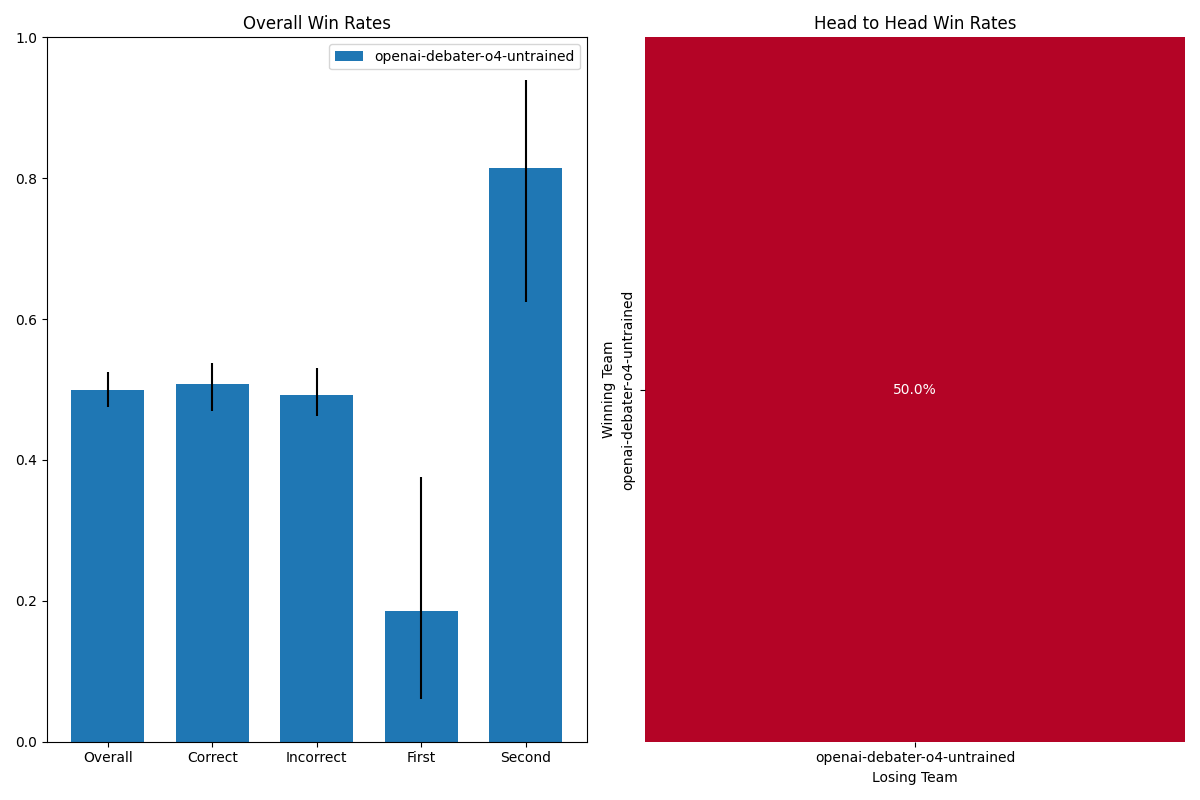 Overall Win Rates
1.0
0.8
0.6
0.4
0.2
0.0
openai-debater-o4-untrained
Overall
Correct
Incorrect
First
Second
Head to Head Win Rates
Winning Team
openai-debater-o4-untrained
50.0%
openai-debater-o4-untrained
Losing Team